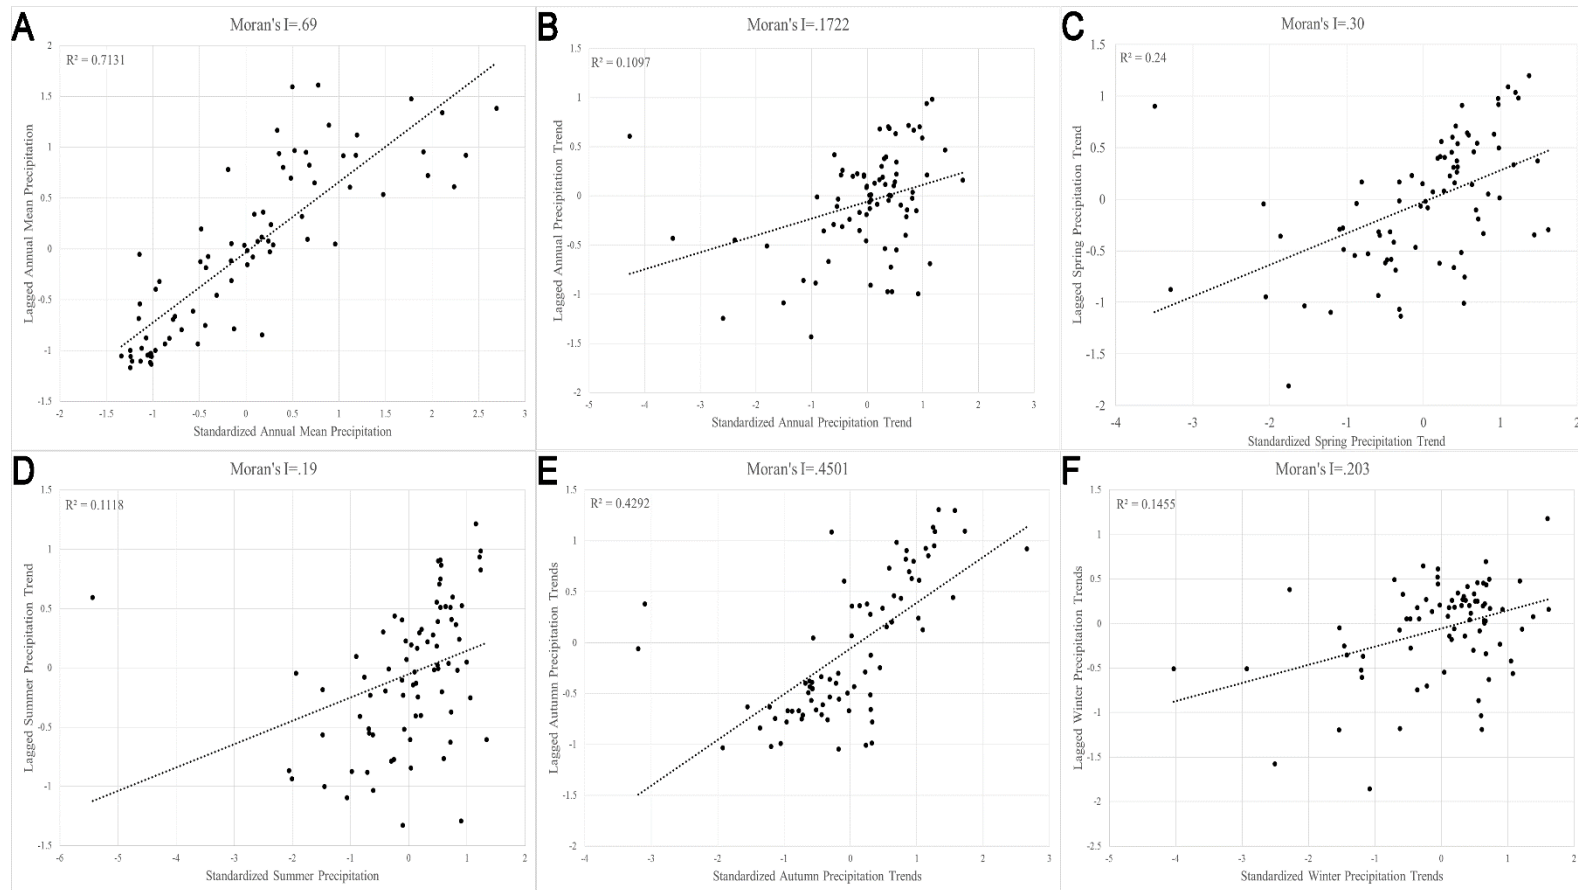 A
Moran's I=.69
R² = 0.7131
2
1.5
1
0.5
0
-0.5
-1
-1.5
-2 -1.5 -1 -0.5 0 0.5 1 1.5 2 2.5 3
Lagged Annual Mean Precipitation
Standardized Annual Mean Precipitation
B
Moran's I=.1722
R² = 0.1097
1.5
1
0.5
0
-0.5
-1
-1.5
-2
-5 -4 -3 -2 -1 0 1 2 3
Lagged Annual Precipitation Trend
Standardized Annual Precipitation Trend
C
Moran's I=.30
R² = 0.24
1.5
1
0.5
0
-0.5
-1
-1.5
-2
-4 -3 -2 -1 0 1 2
Lagged Spring Precipitation Trend
Standardized Spring Precipitation Trend
D
Moran's I=.19
R² = 0.1118
1.5
1
0.5
0
-0.5
-1
-1.5
-6 -5 -4 -3 -2 -1 0 1 2
Lagged Summer Precipitation Trend
Standardized Summer Precipitation
E
Moran's I=.4501
R² = 0.4292
1.5
1
0.5
0
-0.5
-1
-1.5
-2
-4 -3 -2 -1 0 1 2 3
Lagged Autumn Precipitation Trends
Standardized Autumn Precipitation Trends
F
Moran's I=.203
R² = 0.1455
1.5
1
0.5
0
-0.5
-1
-1.5
-2
-2.5
-5 -4 -3 -2 -1 0 1 2
Lagged Winter Precipitation Trends
Standardized Winter Precipitation Trends